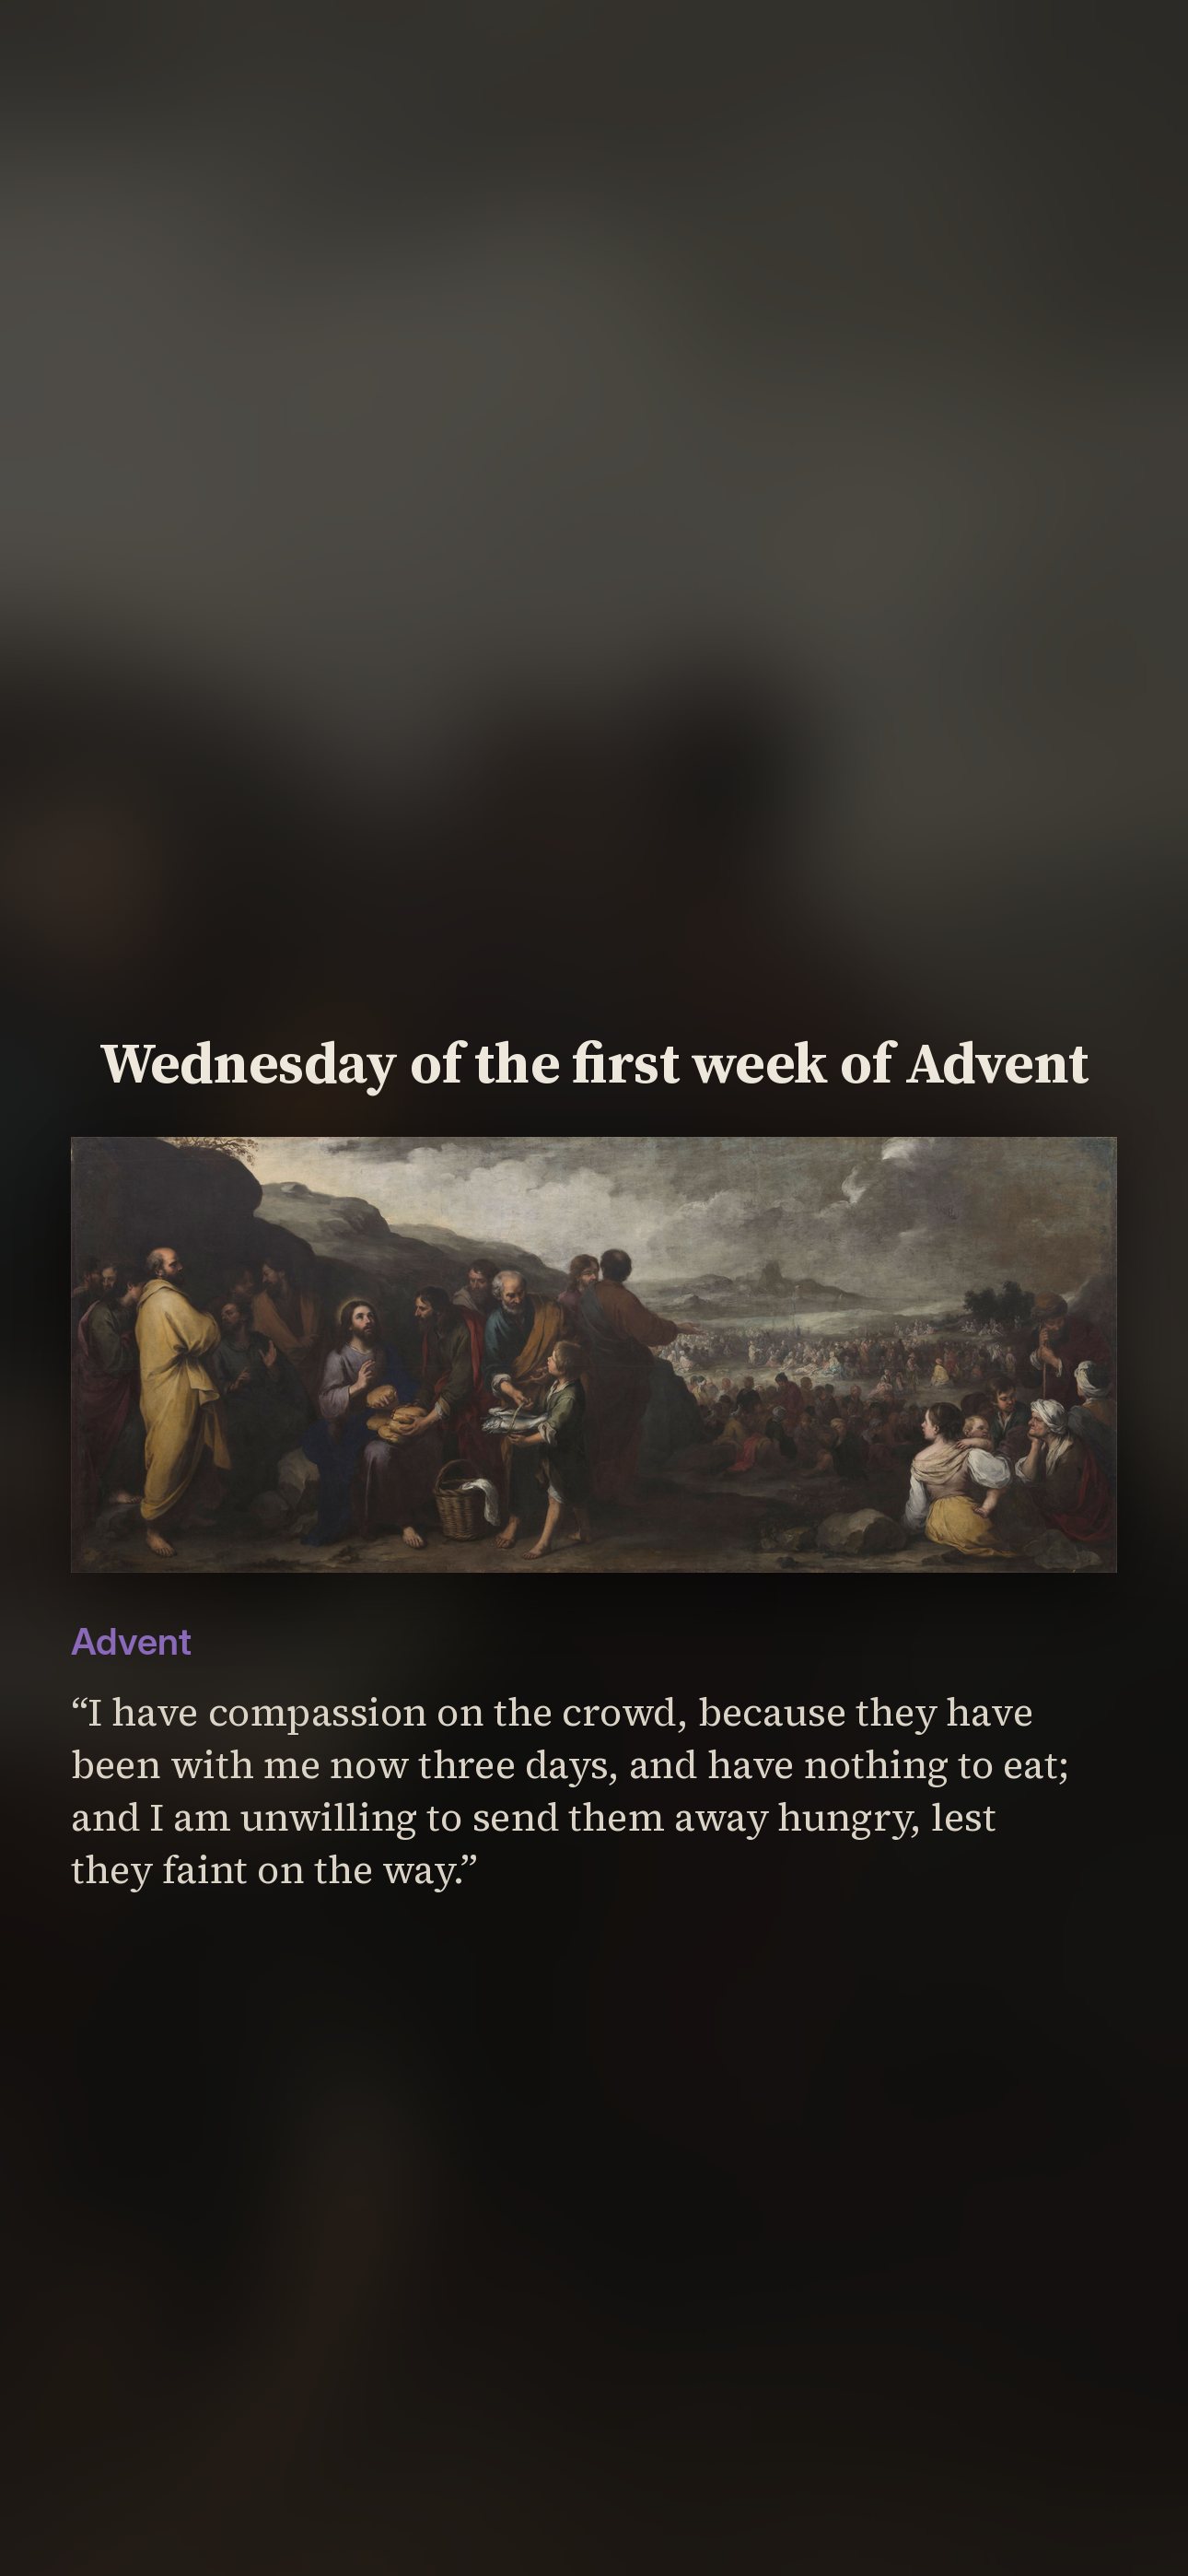 Wednesday of the first week of Advent
Advent
“I have compassion on the crowd, because they have
been with me now three days, and have nothing to eat;
and I am unwilling to send them away hungry, lest
they faint on the way.”